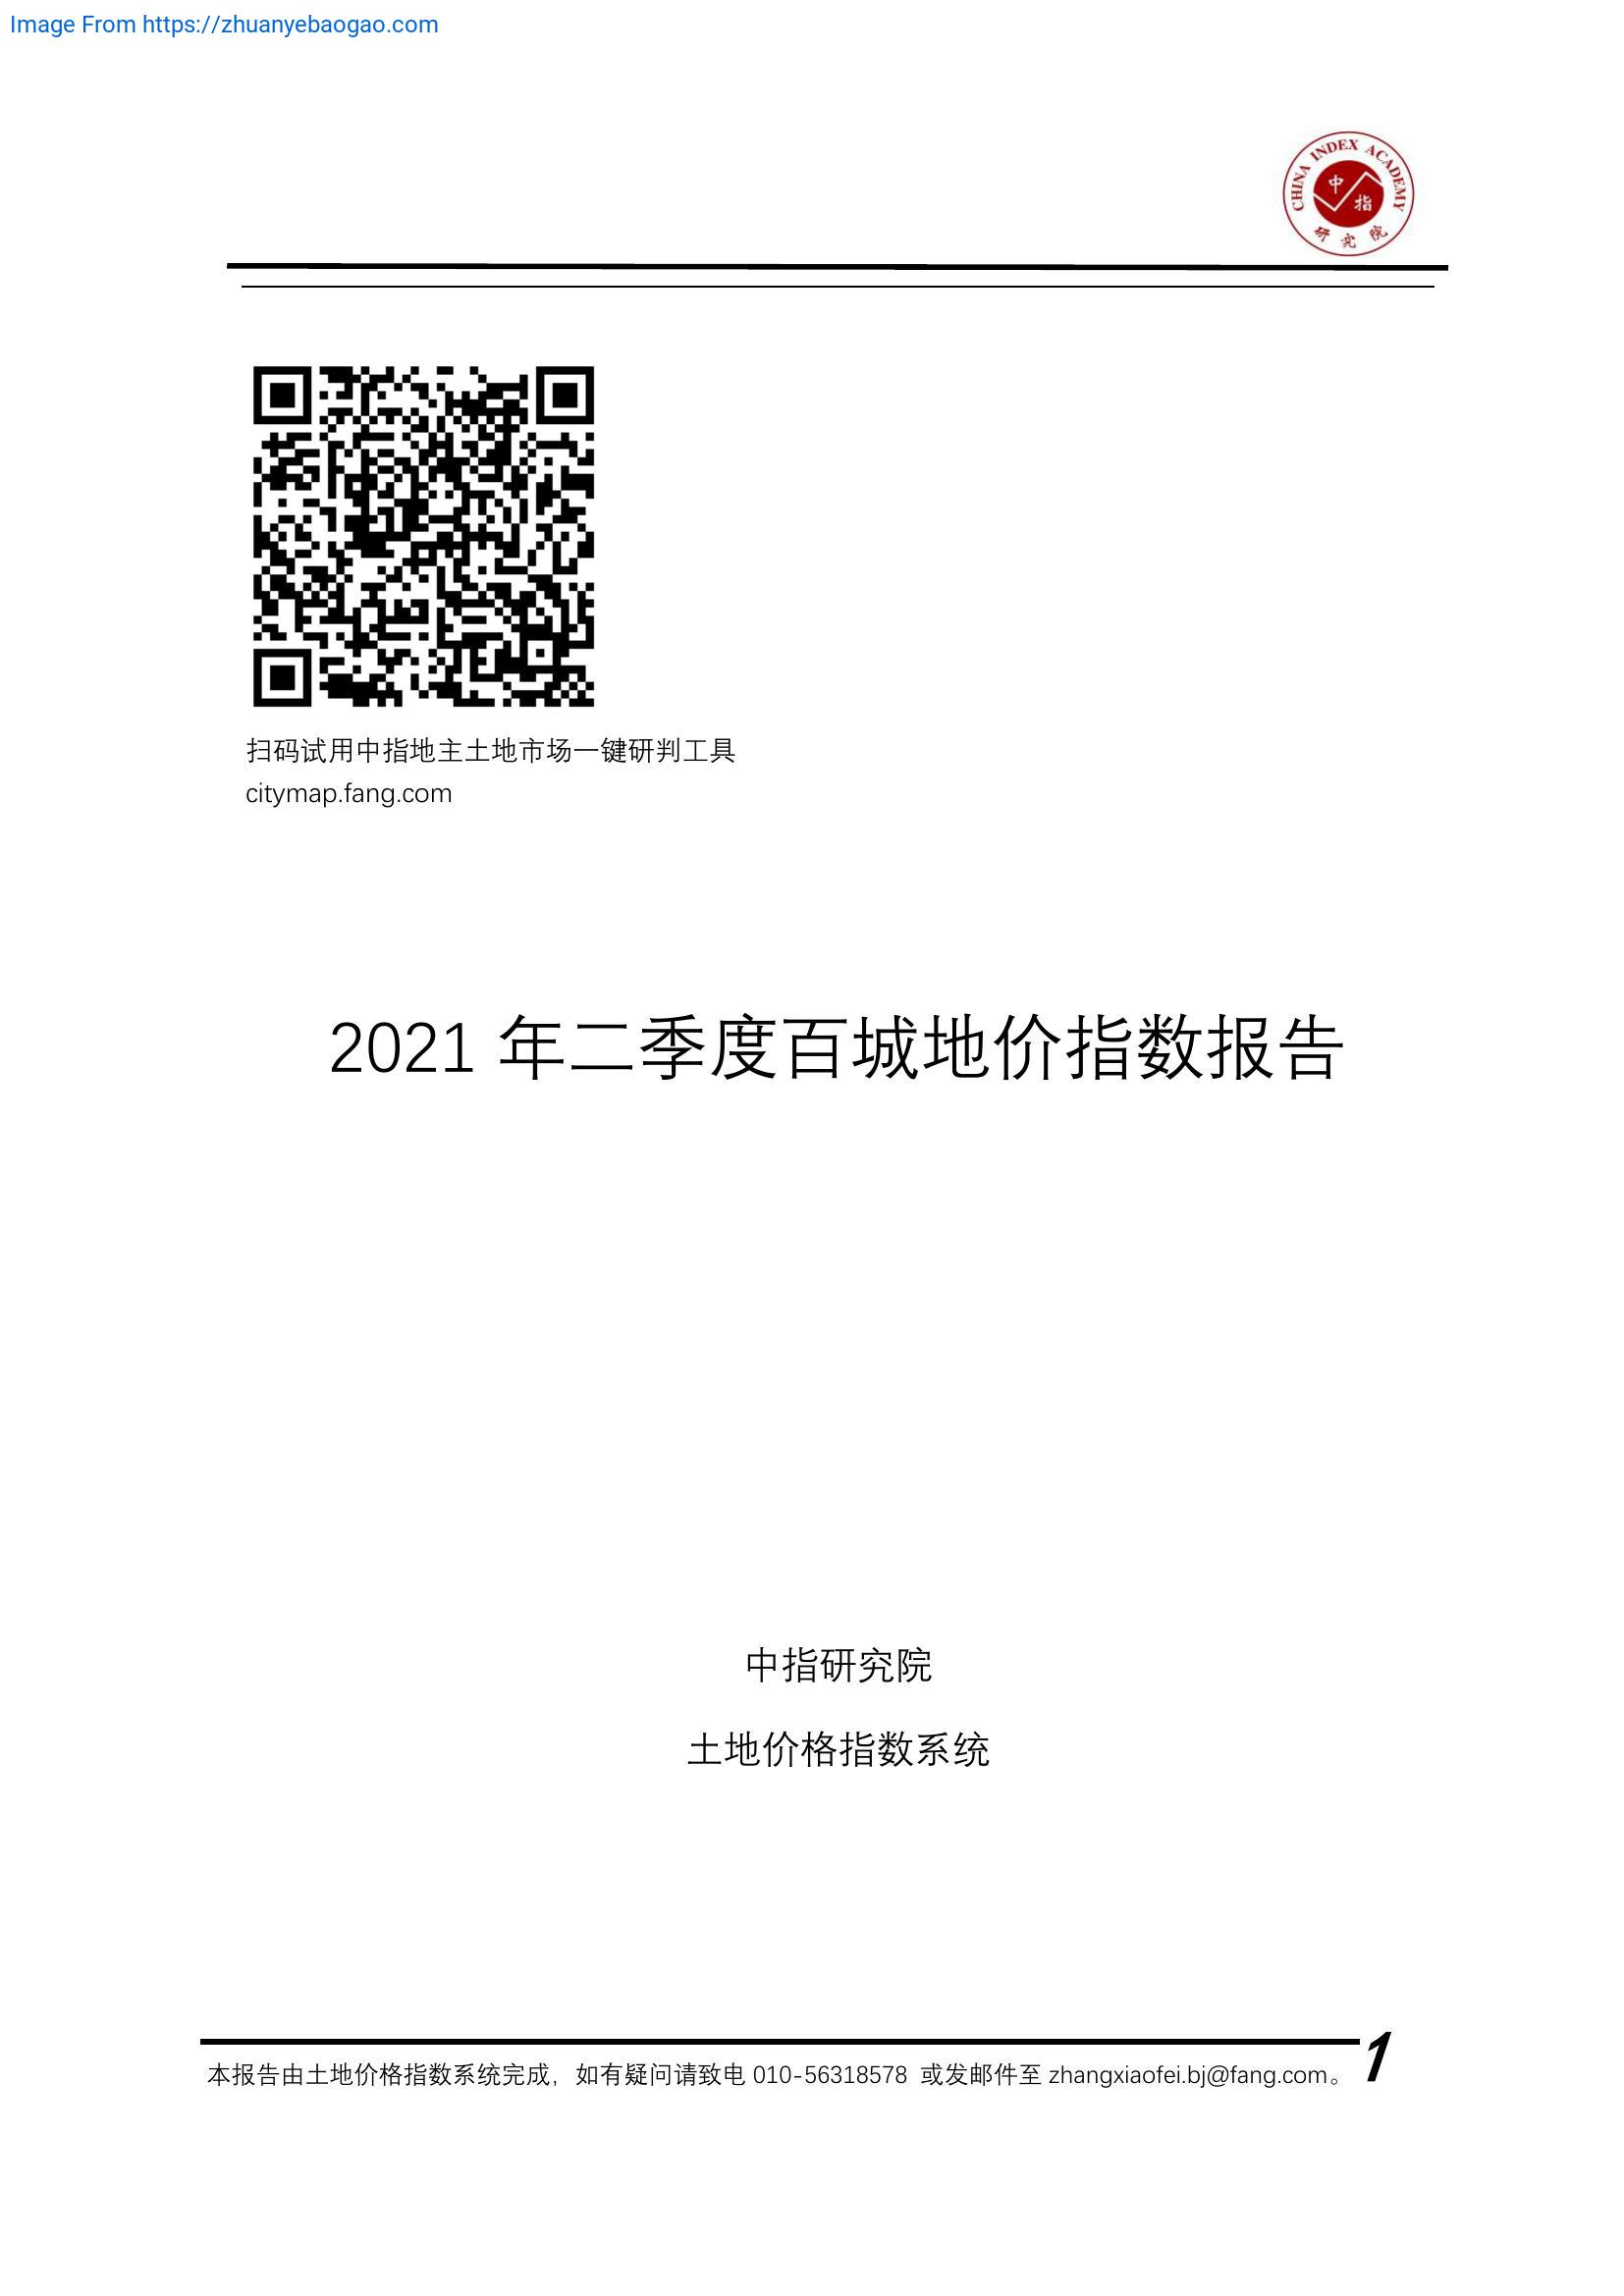 Image From https://zhuanyebaogao.com
CHINA INDEX ACADEMY
中
指
研 究 院
扫码试用中指地主土地市场一键研判工具
citymap.fang.com
2021 年二季度百城地价指数报告
中指研究院
土地价格指数系统
本报告由土地价格指数系统完成，如有疑问请致电 010-56318578 或发邮件至 zhangxiaofei.bj@fang.com。 1